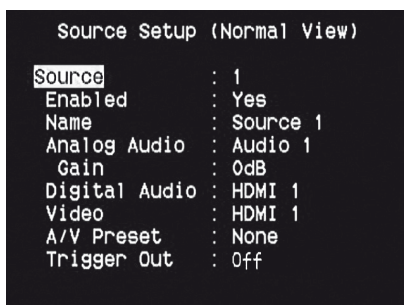 Source Setup (Normal View)
Source : 1
Enabled : Yes
Name : Source 1
Analog Audio : Audio 1
Gain : 0dB
Digital Audio : HDMI 1
Video : HDMI 1
A/V Preset : None
Trigger Out : Off